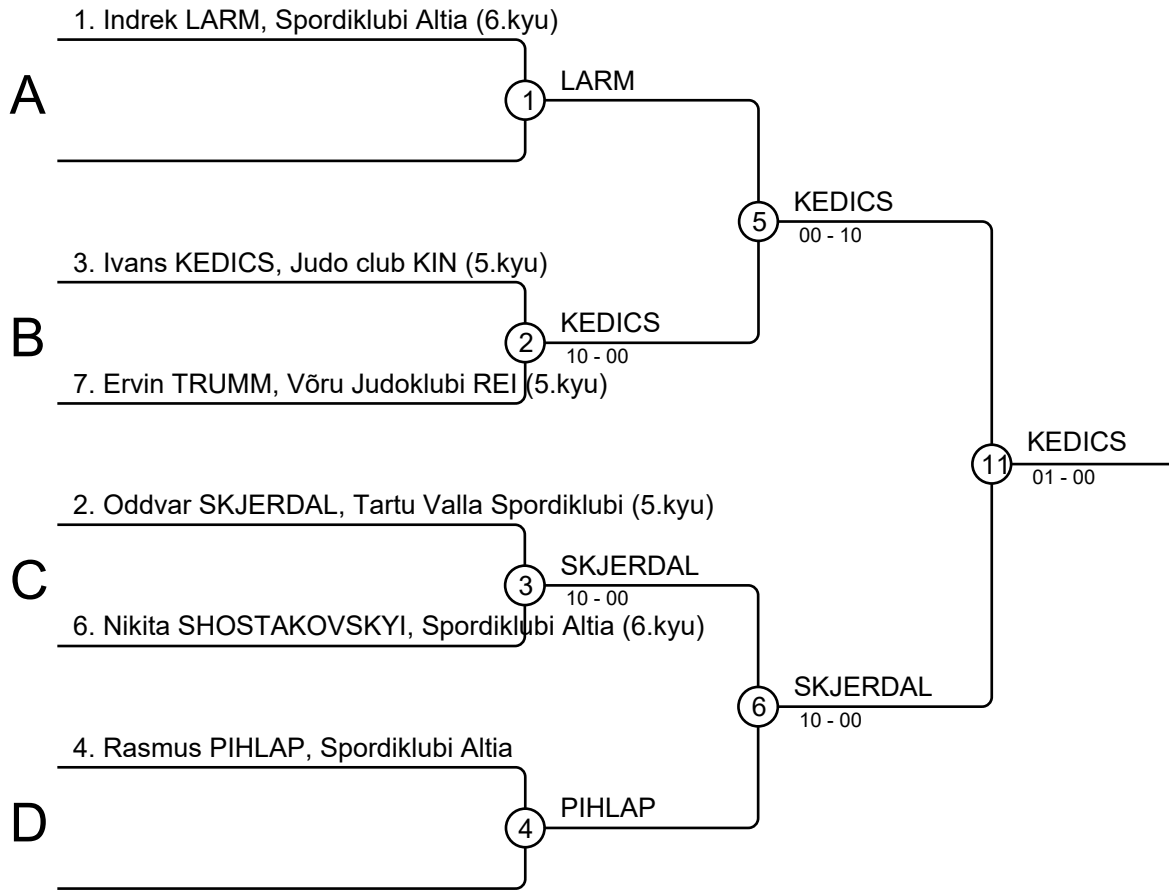 1. Indrek LARM, Spordiklubi Altia (6.kyu)
A
1
LARM
5
KEDICS
00 - 10
3. Ivans KEDICS, Judo club KIN (5.kyu)
B
2
KEDICS
10 - 00
7. Ervin TRUMM, Võru Judoklubi REI (5.kyu)
11
KEDICS
01 - 00
2. Oddvar SKJERDAL, Tartu Valla Spordiklubi (5.kyu)
C
3
SKJERDAL
10 - 00
6. Nikita SHOSTAKOVSKYI, Spordiklubi Altia (6.kyu)
6
SKJERDAL
10 - 00
4. Rasmus PIHLAP, Spordiklubi Altia
D
4
PIHLAP